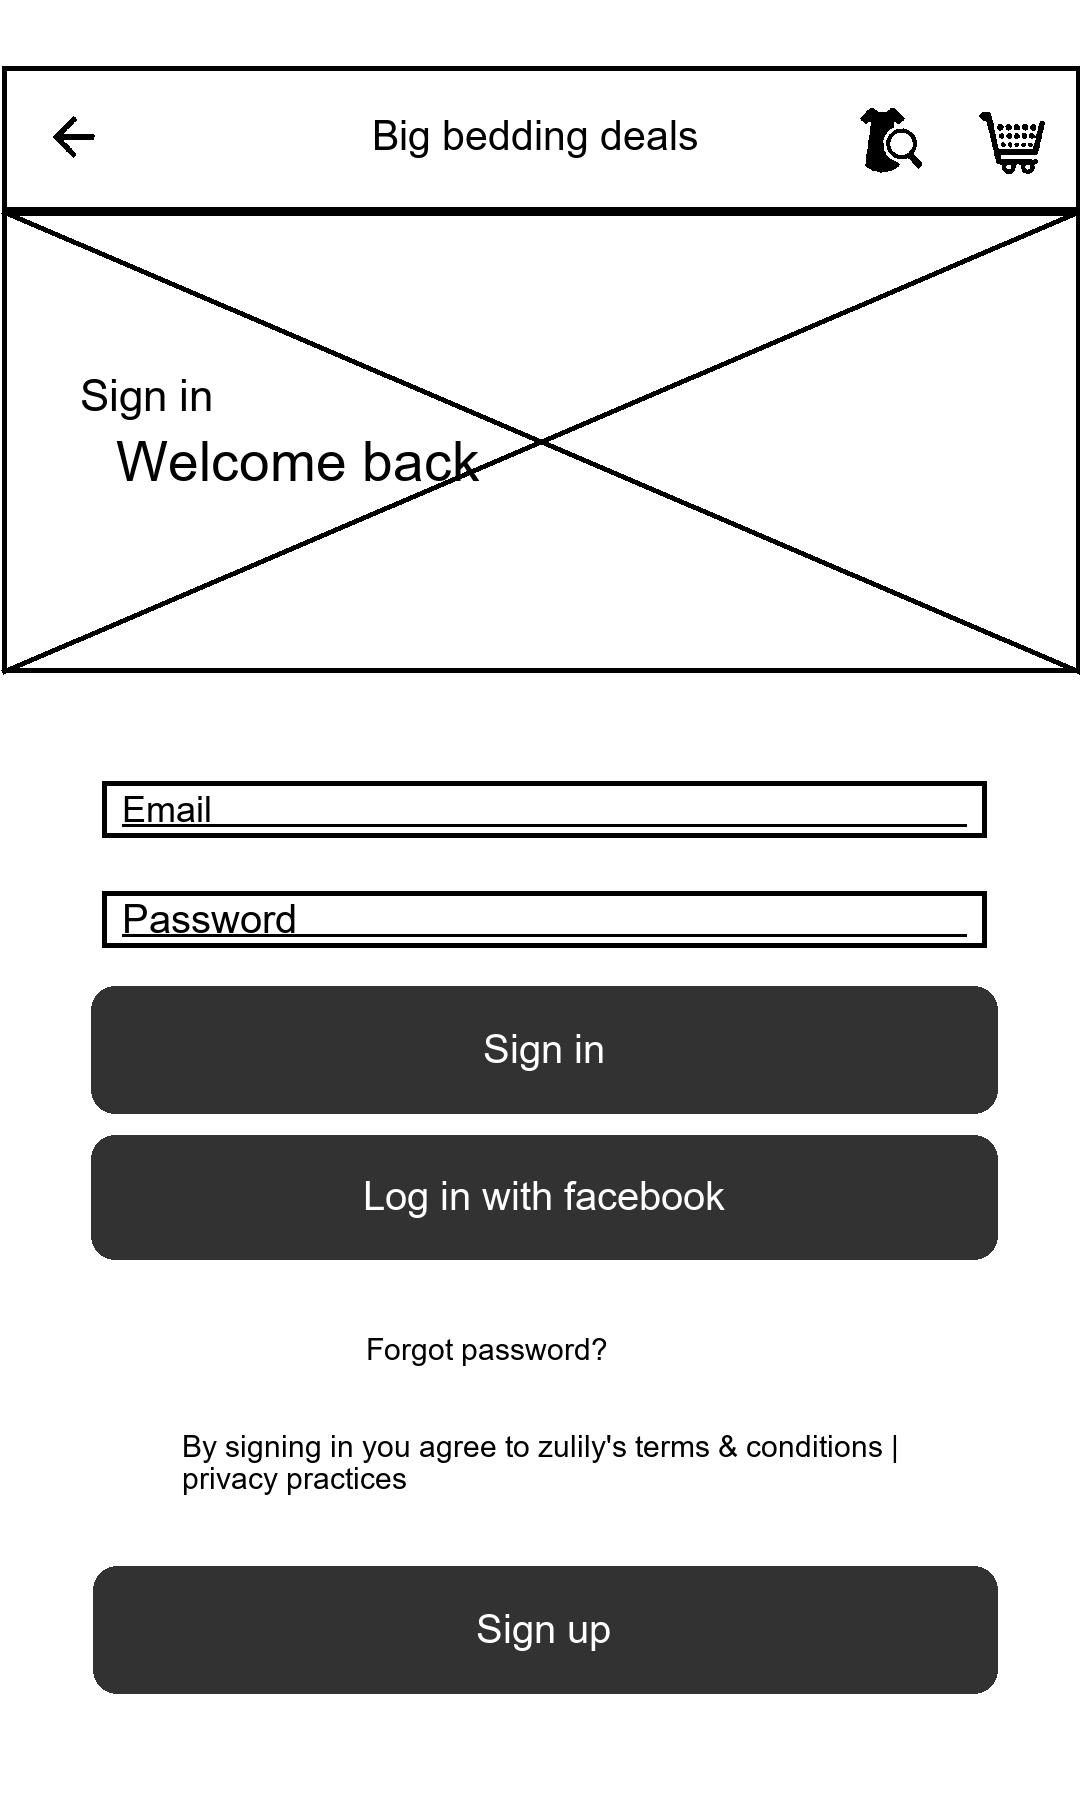 Big bedding deals
Sign in
Welcome back
Email
Password
Sign in
Log in with facebook
Forgot password?
By signing in you agree to zulily's terms & conditions |
privacy practices
Sign up